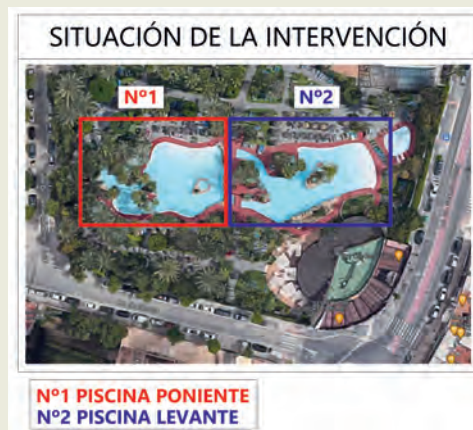 SITUACIÓN DE LA INTERVENCIÓN
Nº1
Nº2
Nº1 PISCINA PONIENTE
Nº2 PISCINA LEVANTE